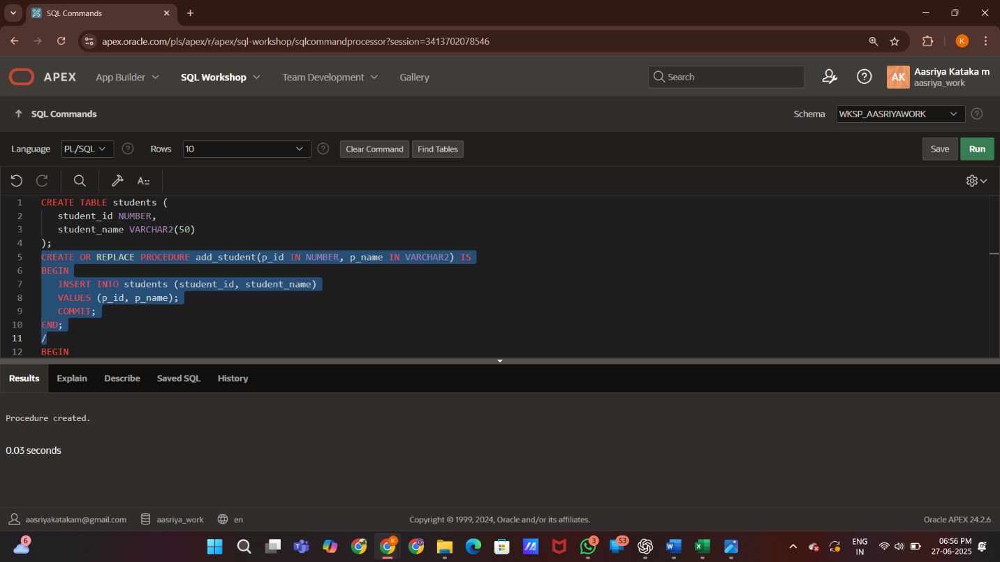 SQL Commands
apex.oracle.com/pls/apex/r/apex/sql-workshop/sqlcommandprocessor?session=3413702078546
K
APEX
App Builder
SQL Workshop
Team Development
Gallery
Search
AK
Aasriya Kataka m
aasriya_work
SQL Commands
Schema
WKSP_AASRIYAWORK
Language
PL/SQL
Rows
10
Clear Command
Find Tables
Save
Run
1 CREATE TABLE students (
2 student_id NUMBER,
3 student_name VARCHAR2(50)
4 );
5 CREATE OR REPLACE PROCEDURE add_student(p_id IN NUMBER, p_name IN VARCHAR2) IS
6 BEGIN
7 INSERT INTO students (student_id, student_name)
8 VALUES (p_id, p_name);
9 COMMIT;
10 END;
11 /
12 BEGIN
Results
Explain
Describe
Saved SQL
History
Procedure created.
0.03 seconds
aasriyakatakam@gmail.com
aasriya_work
en
Copyright © 1999, 2024, Oracle and/or its affiliates.
Oracle APEX 24.2.6
6
K
3
53
ENG
IN
06:56 PM
27-06-2025